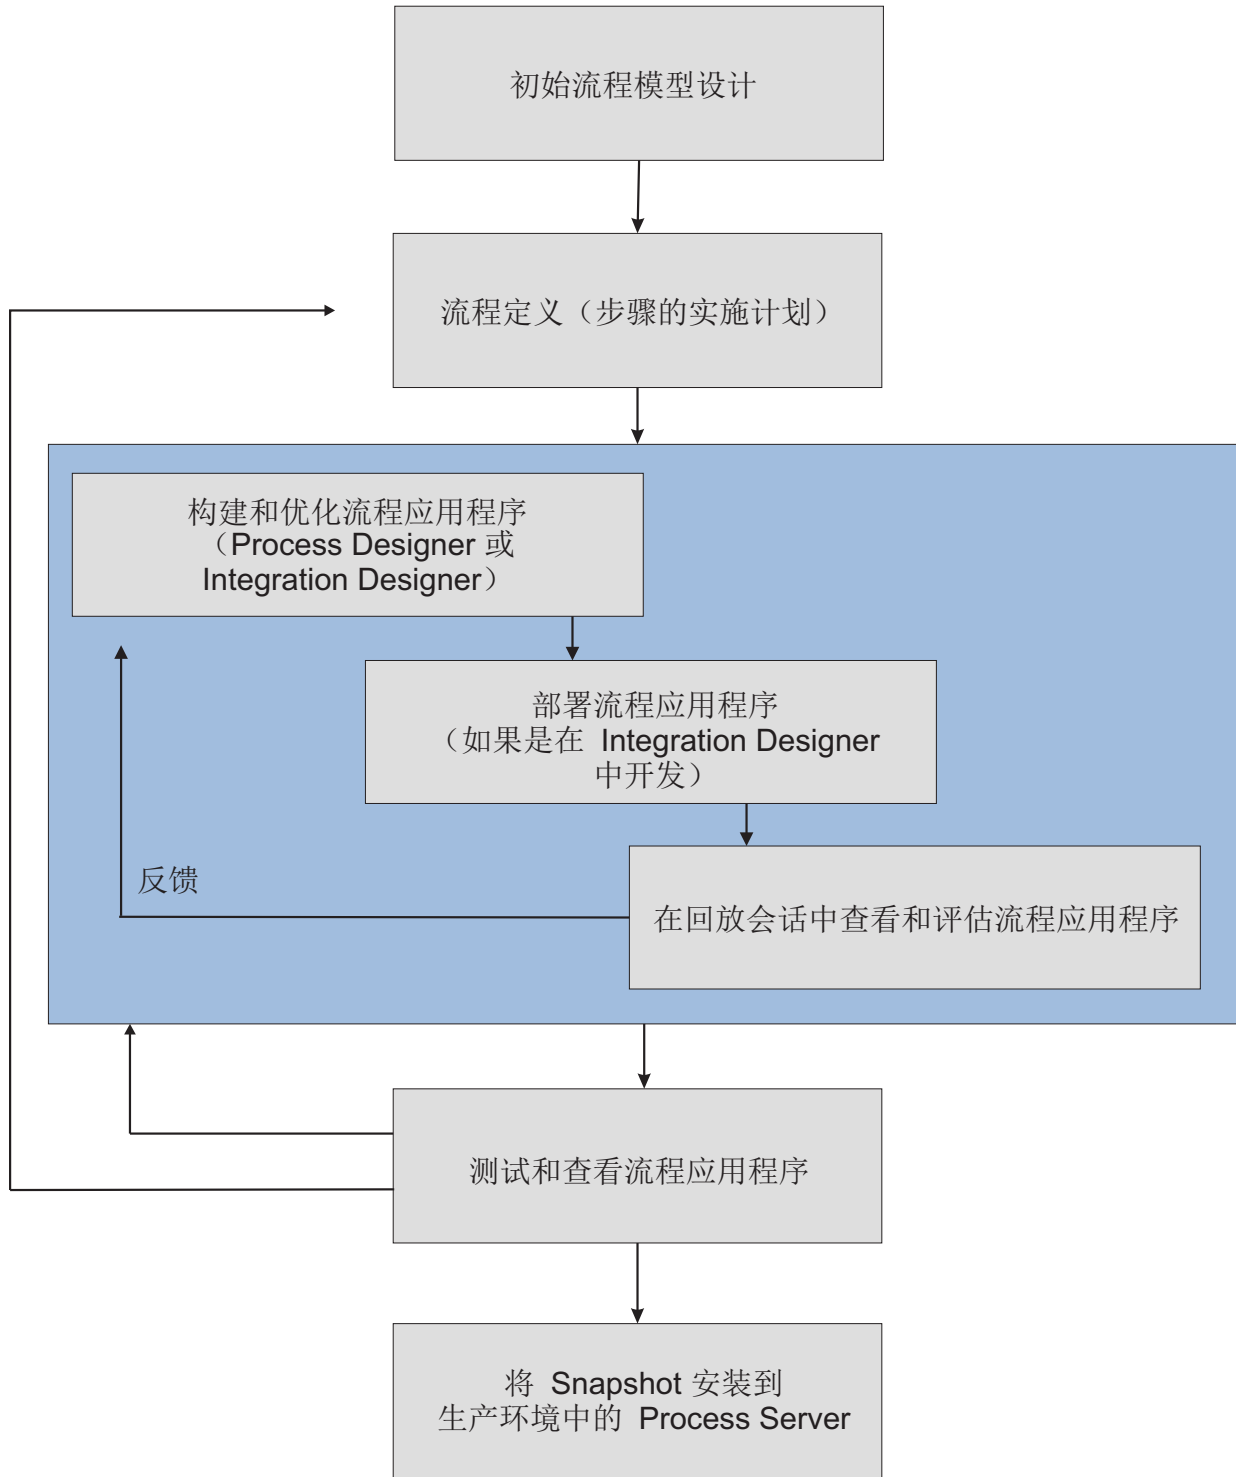 初始流程模型设计
流程定义（步骤的实施计划）
构建和优化流程应用程序
（Process Designer 或
Integration Designer）
部署流程应用程序
（如果是在 Integration Designer
中开发）
反馈
在回放会话中查看和评估流程应用程序
测试和查看流程应用程序
将 Snapshot 安装到
生产环境中的 Process Server